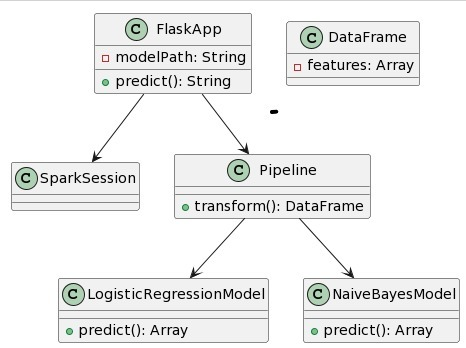 C FlaskApp
modelPath: String
predict(): String
C DataFrame
features: Array
C SparkSession
C Pipeline
transform(): DataFrame
C LogisticRegressionModel
predict(): Array
C NaiveBayesModel
predict(): Array